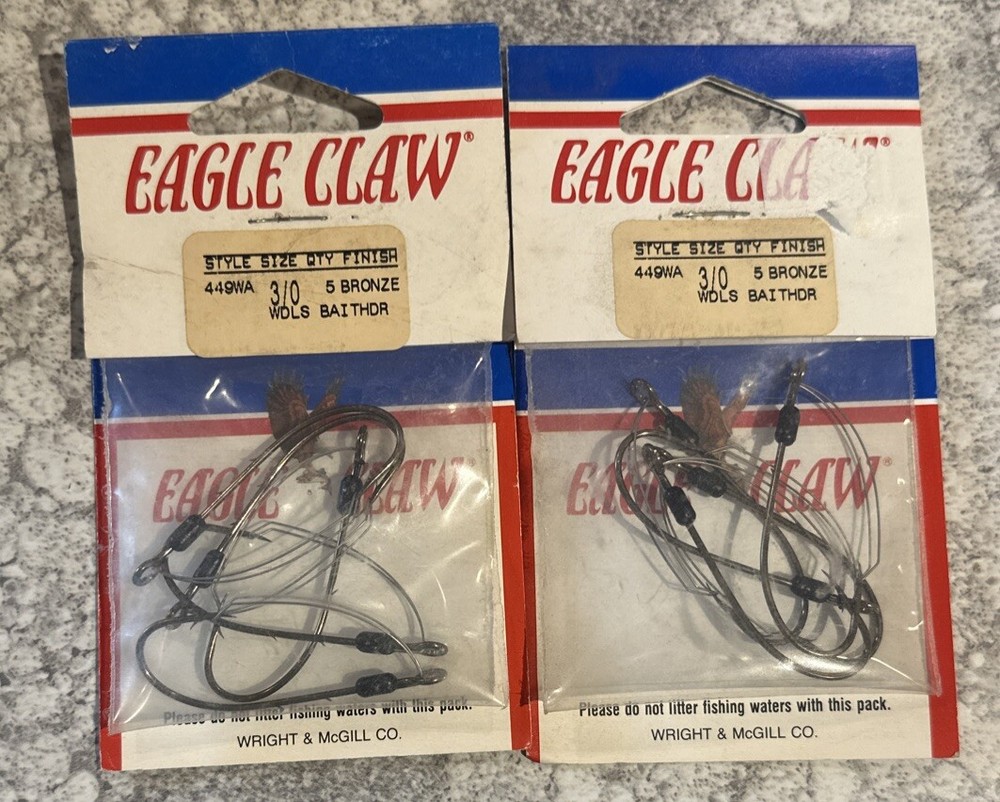 EAGLE CLAW®
STYLE SIZE QTY FINISH
449WA 3/0 5 BRONZE
WDLS BAITHDR
EAGLE CLAW
Please do not litter fishing waters with this pack.
WRIGHT & McGILL CO.
EAGLE CLA ®
STYLE SIZE QTY FINISH
449WA 3/0 5 BRONZE
WDLS BAITHDR
EAGLE CLAW®
Please do not litter fishing waters with this pack.
WRIGHT & McGILL CO.